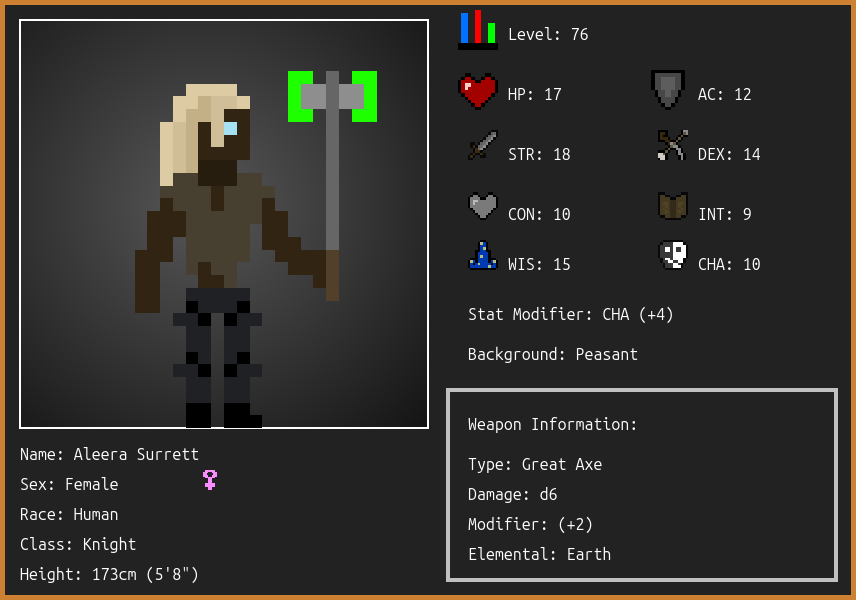 Level: 76
HP: 17
AC: 12
STR: 18
DEX: 14
CON: 10
INT: 9
WIS: 15
CHA: 10
Stat Modifier: CHA (+4)
Background: Peasant
Weapon Information:
Type: Great Axe
Damage: d6
Modifier: (+2)
Elemental: Earth
Name: Aleera Surrett
Sex: Female
Race: Human
Class: Knight
Height: 173cm (5'8")